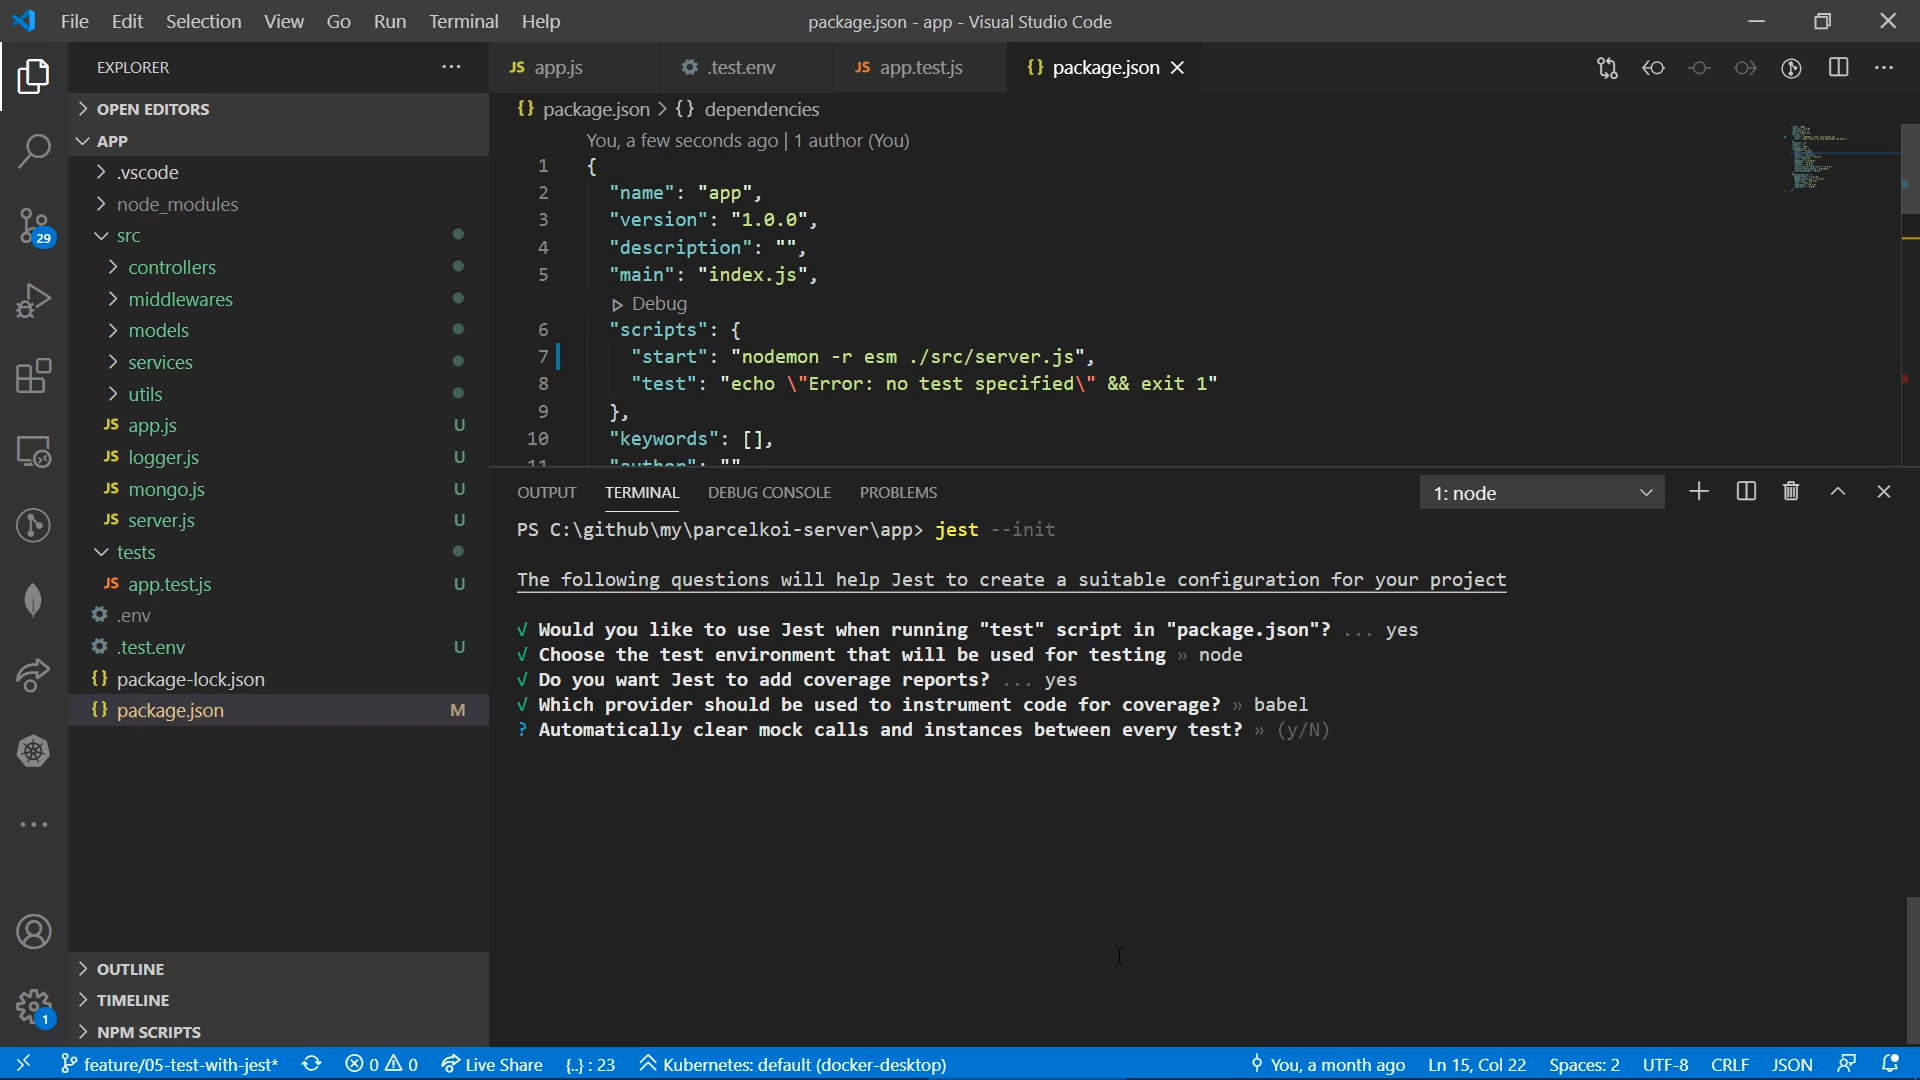 File Edit Selection View Go Run Terminal Help
package.json - app - Visual Studio Code
EXPLORER
OPEN EDITORS
APP
.vscode
node_modules
src
controllers
middlewares
models
services
utils
JS app.js U
JS logger.js U
JS mongo.js U
JS server.js U
tests
JS app.test.js U
.env
.test.env U
{} package-lock.json
{} package.json M
OUTLINE
TIMELINE
NPM SCRIPTS
29
1
JS app.js
.test.env
JS app.test.js
{} package.json
{} package.json > {} dependencies
You, a few seconds ago | 1 author (You)
1 {
2 "name": "app",
3 "version": "1.0.0",
4 "description": "",
5 "main": "index.js",
Debug
6 "scripts": {
7 "start": "nodemon -r esm ./src/server.js",
8 "test": "echo \"Error: no test specified\" && exit 1"
9 },
10 "keywords": [],
11 "author": ""
OUTPUT TERMINAL DEBUG CONSOLE PROBLEMS
1: node
PS C:\github\my\parcelkoi-server\app> jest --init
The following questions will help Jest to create a suitable configuration for your project
√ Would you like to use Jest when running "test" script in "package.json"? ... yes
√ Choose the test environment that will be used for testing » node
√ Do you want Jest to add coverage reports? ... yes
√ Which provider should be used to instrument code for coverage? » babel
? Automatically clear mock calls and instances between every test? » (y/N)
feature/05-test-with-jest* 0 0 Live Share {..} : 23 Kubernetes: default (docker-desktop) You, a month ago Ln 15, Col 22 Spaces: 2 UTF-8 CRLF JSON